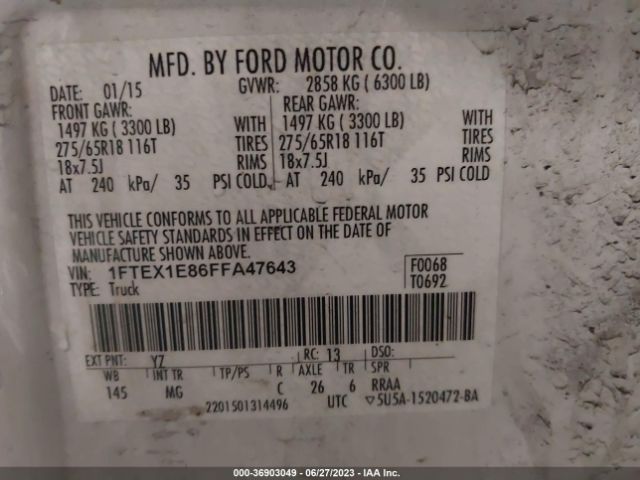 MFD. BY FORD MOTOR CO.
DATE: 01/15 GVWR: 2858 KG ( 6300 LB)
FRONT GAWR: REAR GAWR:
1497 KG ( 3300 LB) WITH 1497 KG ( 3300 LB) WITH
275/65R18 116T TIRES 275/65R18 116T TIRES
18x7.5J RIMS 18x7.5J RIMS
AT 240 kPa/ 35 PSI COLD AT 240 kPa/ 35 PSI COLD
THIS VEHICLE CONFORMS TO ALL APPLICABLE FEDERAL MOTOR
VEHICLE SAFETY STANDARDS IN EFFECT ON THE DATE OF
MANUFACTURE SHOWN ABOVE.
VIN: 1FTEX1E86FFA47643 F0068
TYPE: Truck T0692
EXT PNT: YZ RC: 13 DSO:
WB INT TR TP/PS R AXLE TR SPR
145 MG C 26 6 RRAA
2201501314496 UTC ▽5U5A-1520472-BA
000-36903049 - 06/27/2023 - IAA Inc.